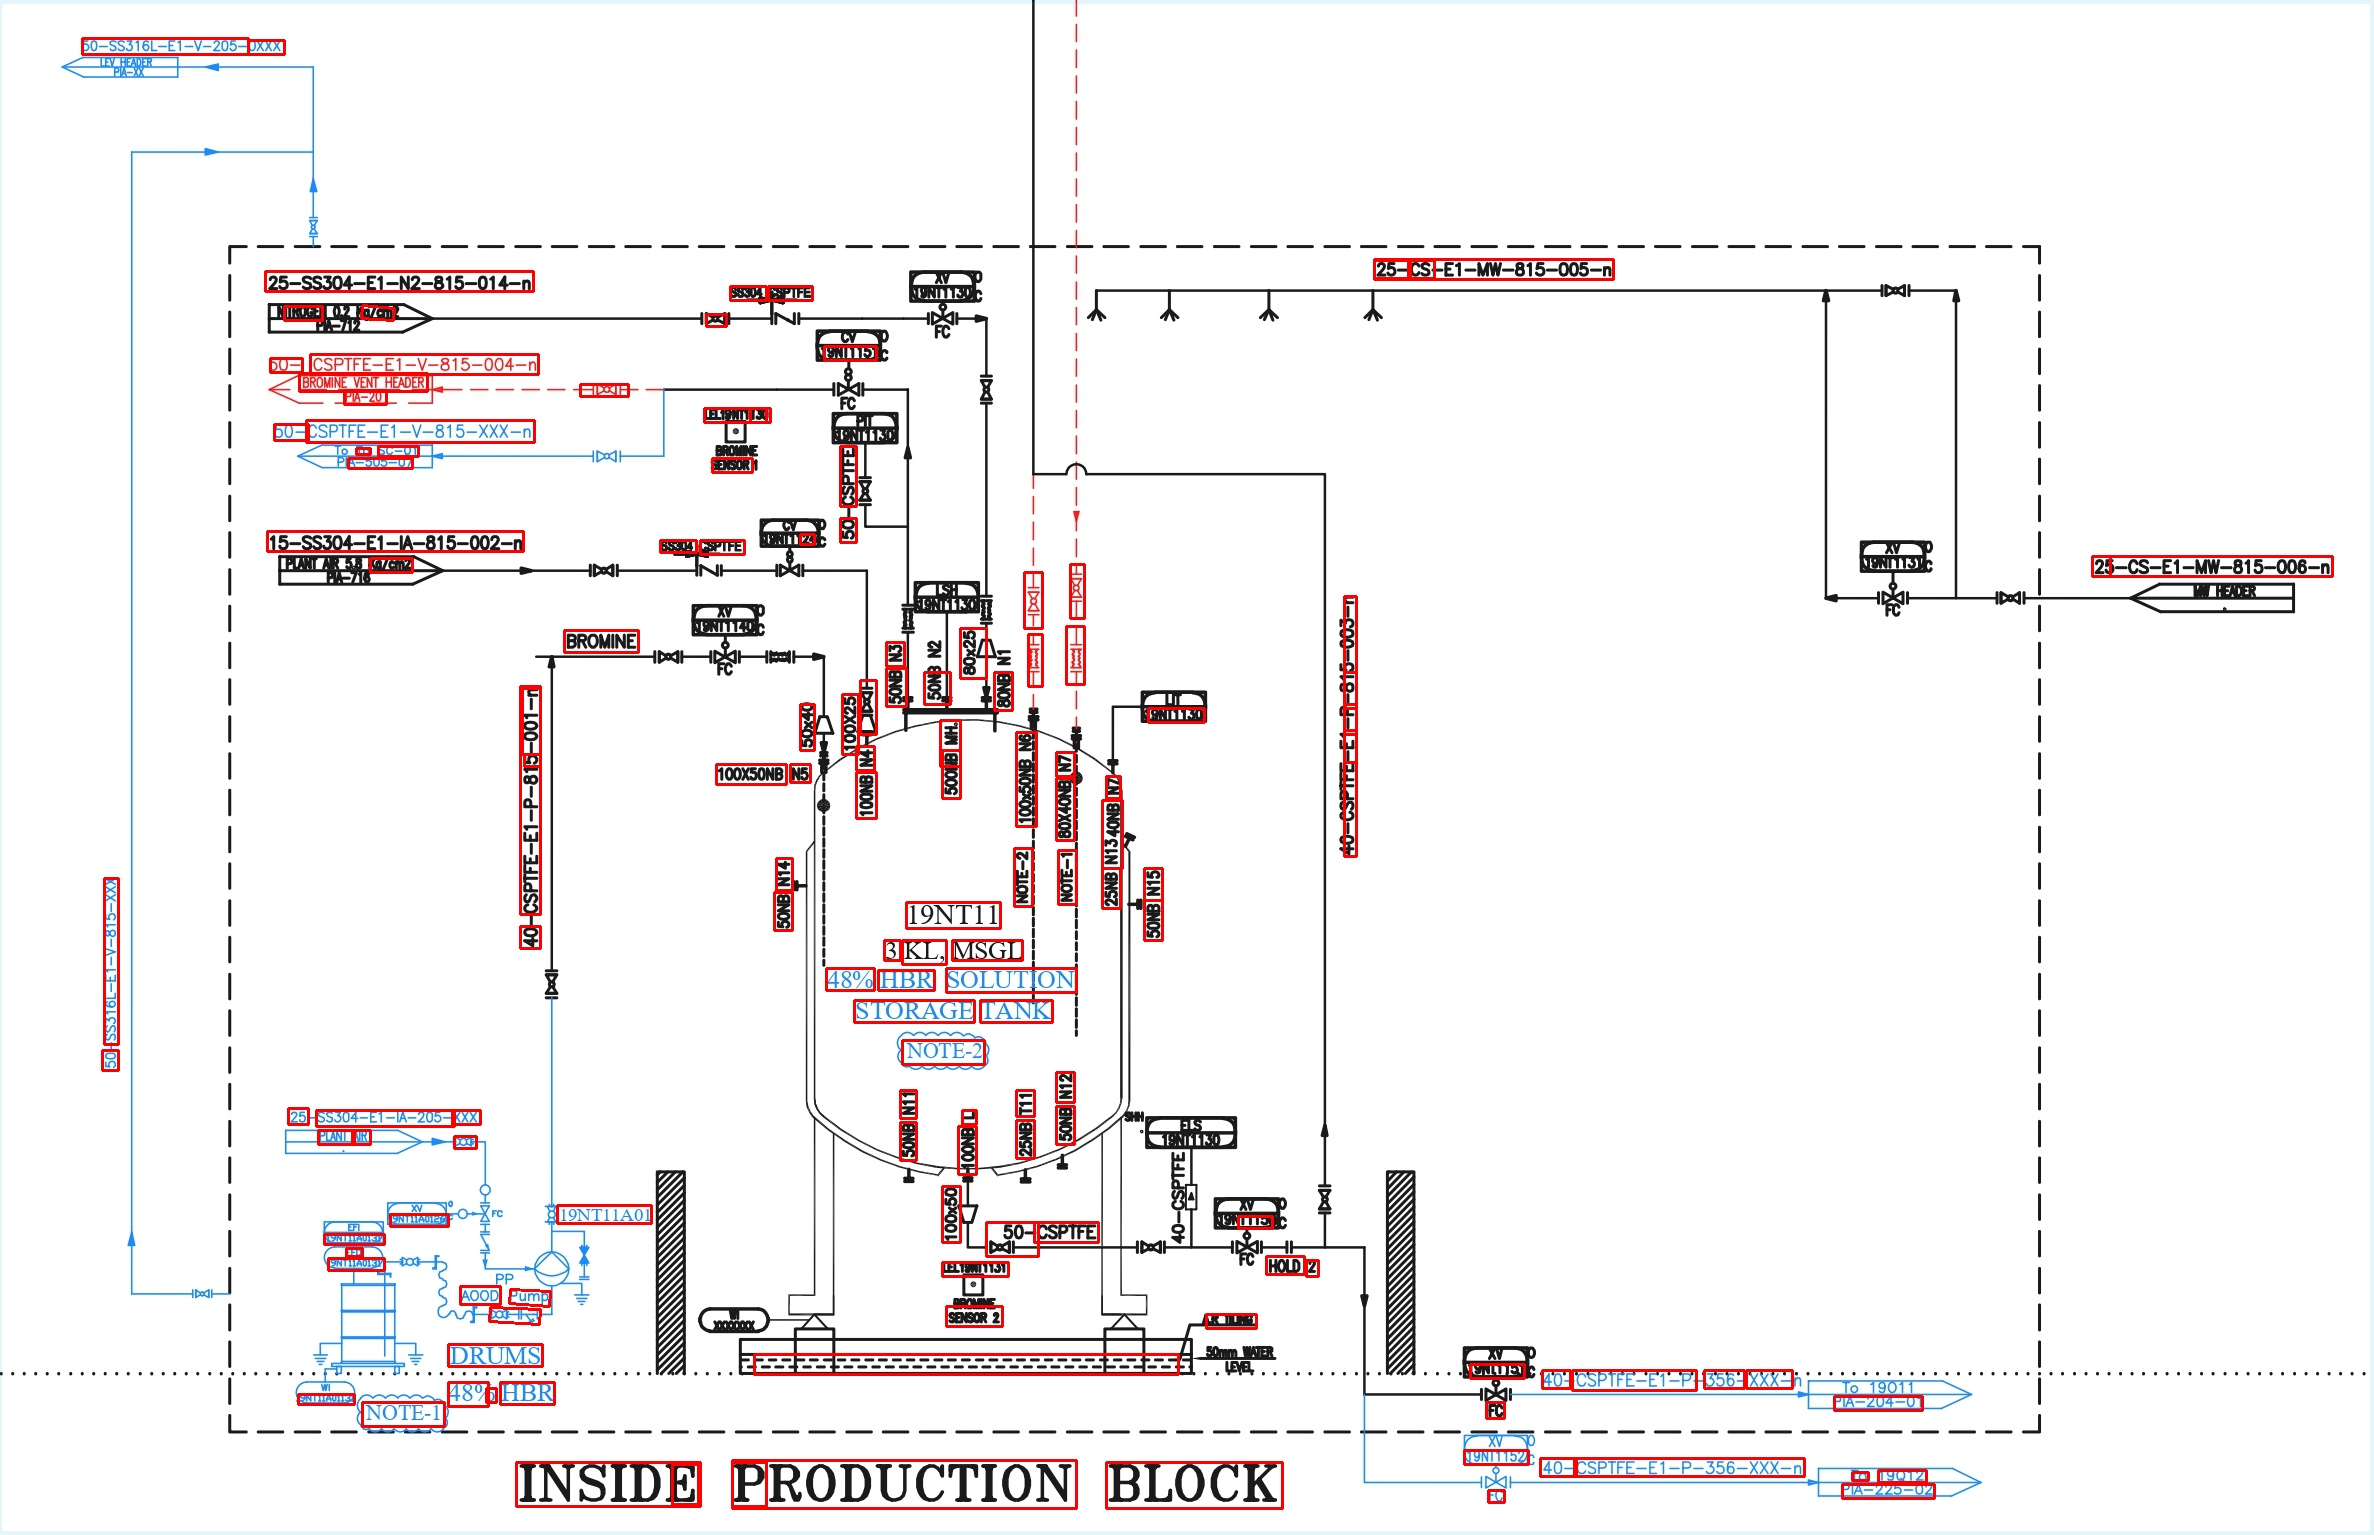 50-SS316L-E1-V-205-0XXX
LEV HEADER
PIA-XX
25-SS304-E1-N2-815-014-n
NITROGEN 0.2 Kg/cm2
PIA-712
SS304 CSPTFE
XV O
19NT1130 C
FC
25-CS-E1-MW-815-005-n
CV O
19NT1151 C
FC
50- CSPTFE-E1-V-815-004-n
BROMINE VENT HEADER
PIA-20
LEL19NT1130
BROMINE
SENSOR 1
PIT
19NT1130
50-CSPTFE-E1-V-815-XXX-n
To SC-01
PIA-505-07
50 CSPTFE
15-SS304-E1-IA-815-002-n
PLANT AIR 5.8 Kg/cm2
PIA-716
SS304 CSPTFE
CV O
19NT1124 C
XV O
19NT1131 C
FC
25-CS-E1-MW-815-006-n
MW HEADER
LSH
19NT1130
XV O
19NT1140 C
FC
BROMINE
50NB N3
50NB N2
80x25
80NB N1
40-CSPTFE-E1-P-815-001-n
40-CSPTFE-E1-P-815-003-n
50x40
100X25
LIT
19NT1130
100X50NB N5
100NB N4
500NB MH.
100x50NB N6
80X40NB N7
40NB N7
25NB N13
50NB N14
NOTE-2
NOTE-1
50NB N15
19NT11
3 KL, MSGL
48% HBR SOLUTION
STORAGE TANK
NOTE-2
50-SS316L-E1-V-815-XXX
50NB N11
100NB L
25NB T11
50NB N12
SHH
ELS
19NT1130
25-SS304-E1-IA-205-XXX
PLANT AIR
40-CSPTFE
100x50
XV O
19NT1151 C
FC
50-CSPTFE
HOLD 2
XV O
19NT11A0126 C
FC
19NT11A01
EFI
19NT11A0137
19NT11A0137
PP
AOOD Pump
LEL19NT1131
BROMINE
SENSOR 2
WI
XXXXXXX
50mm WATER
LEVEL
DRUMS
48% HBR
WI
19NT11A0113
NOTE-1
XV O
19NT1151 C
FC
40-CSPTFE-E1-P-356-XXX-n
To 19011
PIA-204-01
XV O
19NT1152 C
FC
40-CSPTFE-E1-P-356-XXX-n
To 19Q12
PIA-225-02
INSIDE PRODUCTION BLOCK